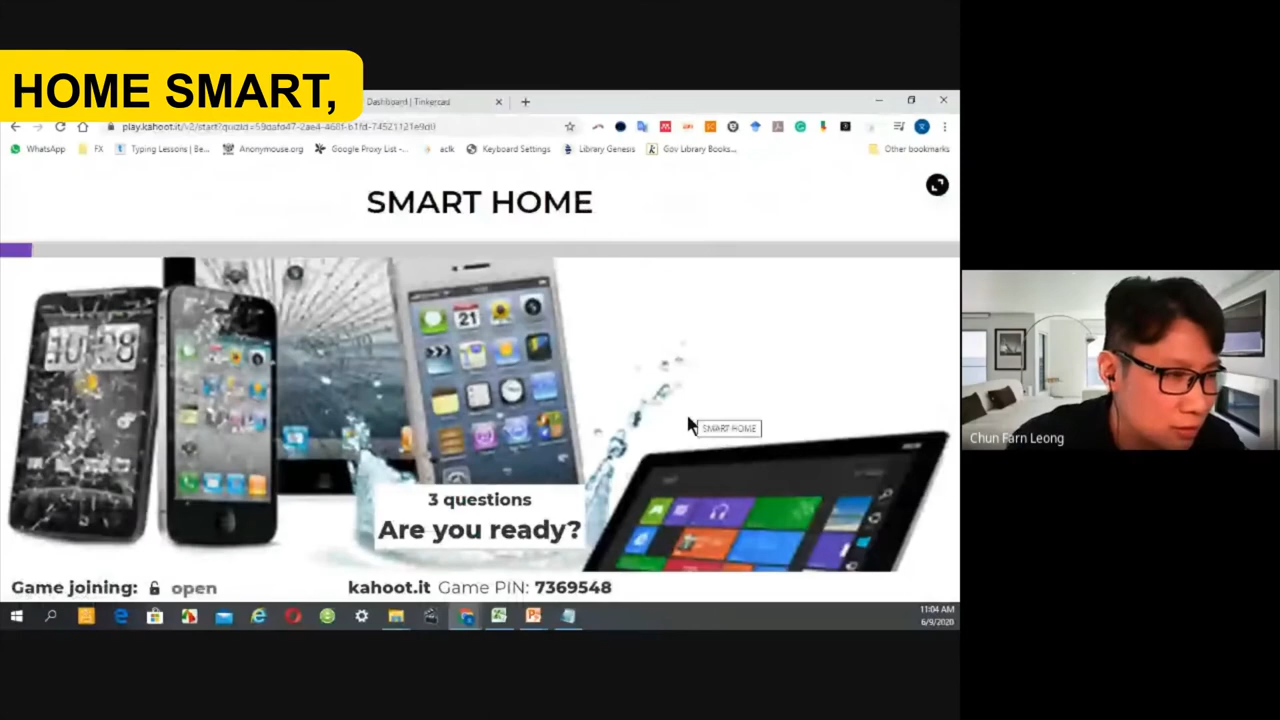 HOME SMART,
Dashboard | Tinkercad
WhatsApp
FX
Typing Lessons | Be...
Anonymouse.org
Google Proxy List -...
aclk
Keyboard Settings
Library Genesis
Gov Library Books...
Other bookmarks
SMART HOME
21
SMART HOME
3 questions
Are you ready?
Game joining: open
kahoot.it Game PIN: 7369548
11:04 AM
6/9/2020
Chun Farn Leong